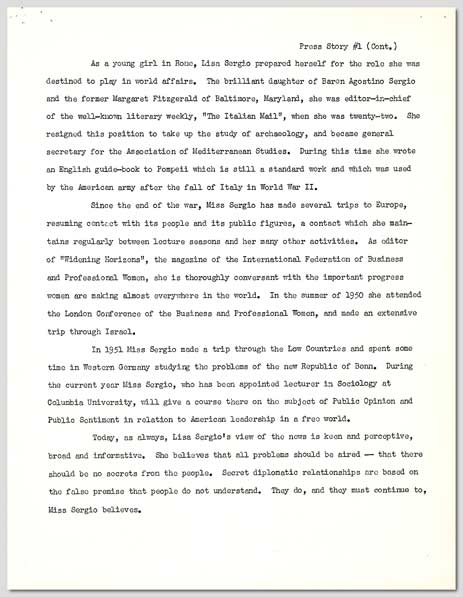 Press Story #1 (Cont.)
As a young girl in Rome, Lisa Sergio prepared herself for the role she was
destined to play in world affairs. The brilliant daughter of Baron Agostino Sergio
and the former Margaret Fitzgerald of Baltimore, Maryland, she was editor-in-chief
of the well-known literary weekly, "The Italian Mail", when she was twenty-two. She
resigned this position to take up the study of archaeology, and became general
secretary for the Association of Mediterranean Studies. During this time she wrote
an English guide-book to Pompeii which is still a standard work and which was used
by the American army after the fall of Italy in World War II.
Since the end of the war, Miss Sergio has made several trips to Europe,
resuming contact with its people and its public figures, a contact which she main-
tains regularly between lecture seasons and her many other activities. As editor
of "Widening Horizons", the magazine of the International Federation of Business
and Professional Women, she is thoroughly conversant with the important progress
women are making almost everywhere in the world. In the summer of 1950 she attended
the London Conference of the Business and Professional Women, and made an extensive
trip through Israel.
In 1951 Miss Sergio made a trip through the Low Countries and spent some
time in Western Germany studying the problems of the new Republic of Bonn. During
the current year Miss Sergio, who has been appointed lecturer in Sociology at
Columbia University, will give a course there on the subject of Public Opinion and
Public Sentiment in relation to American leadership in a free world.
Today, as always, Lisa Sergio's view of the news is keen and perceptive,
broad and informative. She believes that all problems should be aired -- that there
should be no secrets from the people. Secret diplomatic relationships are based on
the false premise that people do not understand. They do, and they must continue to,
Miss Sergio believes.